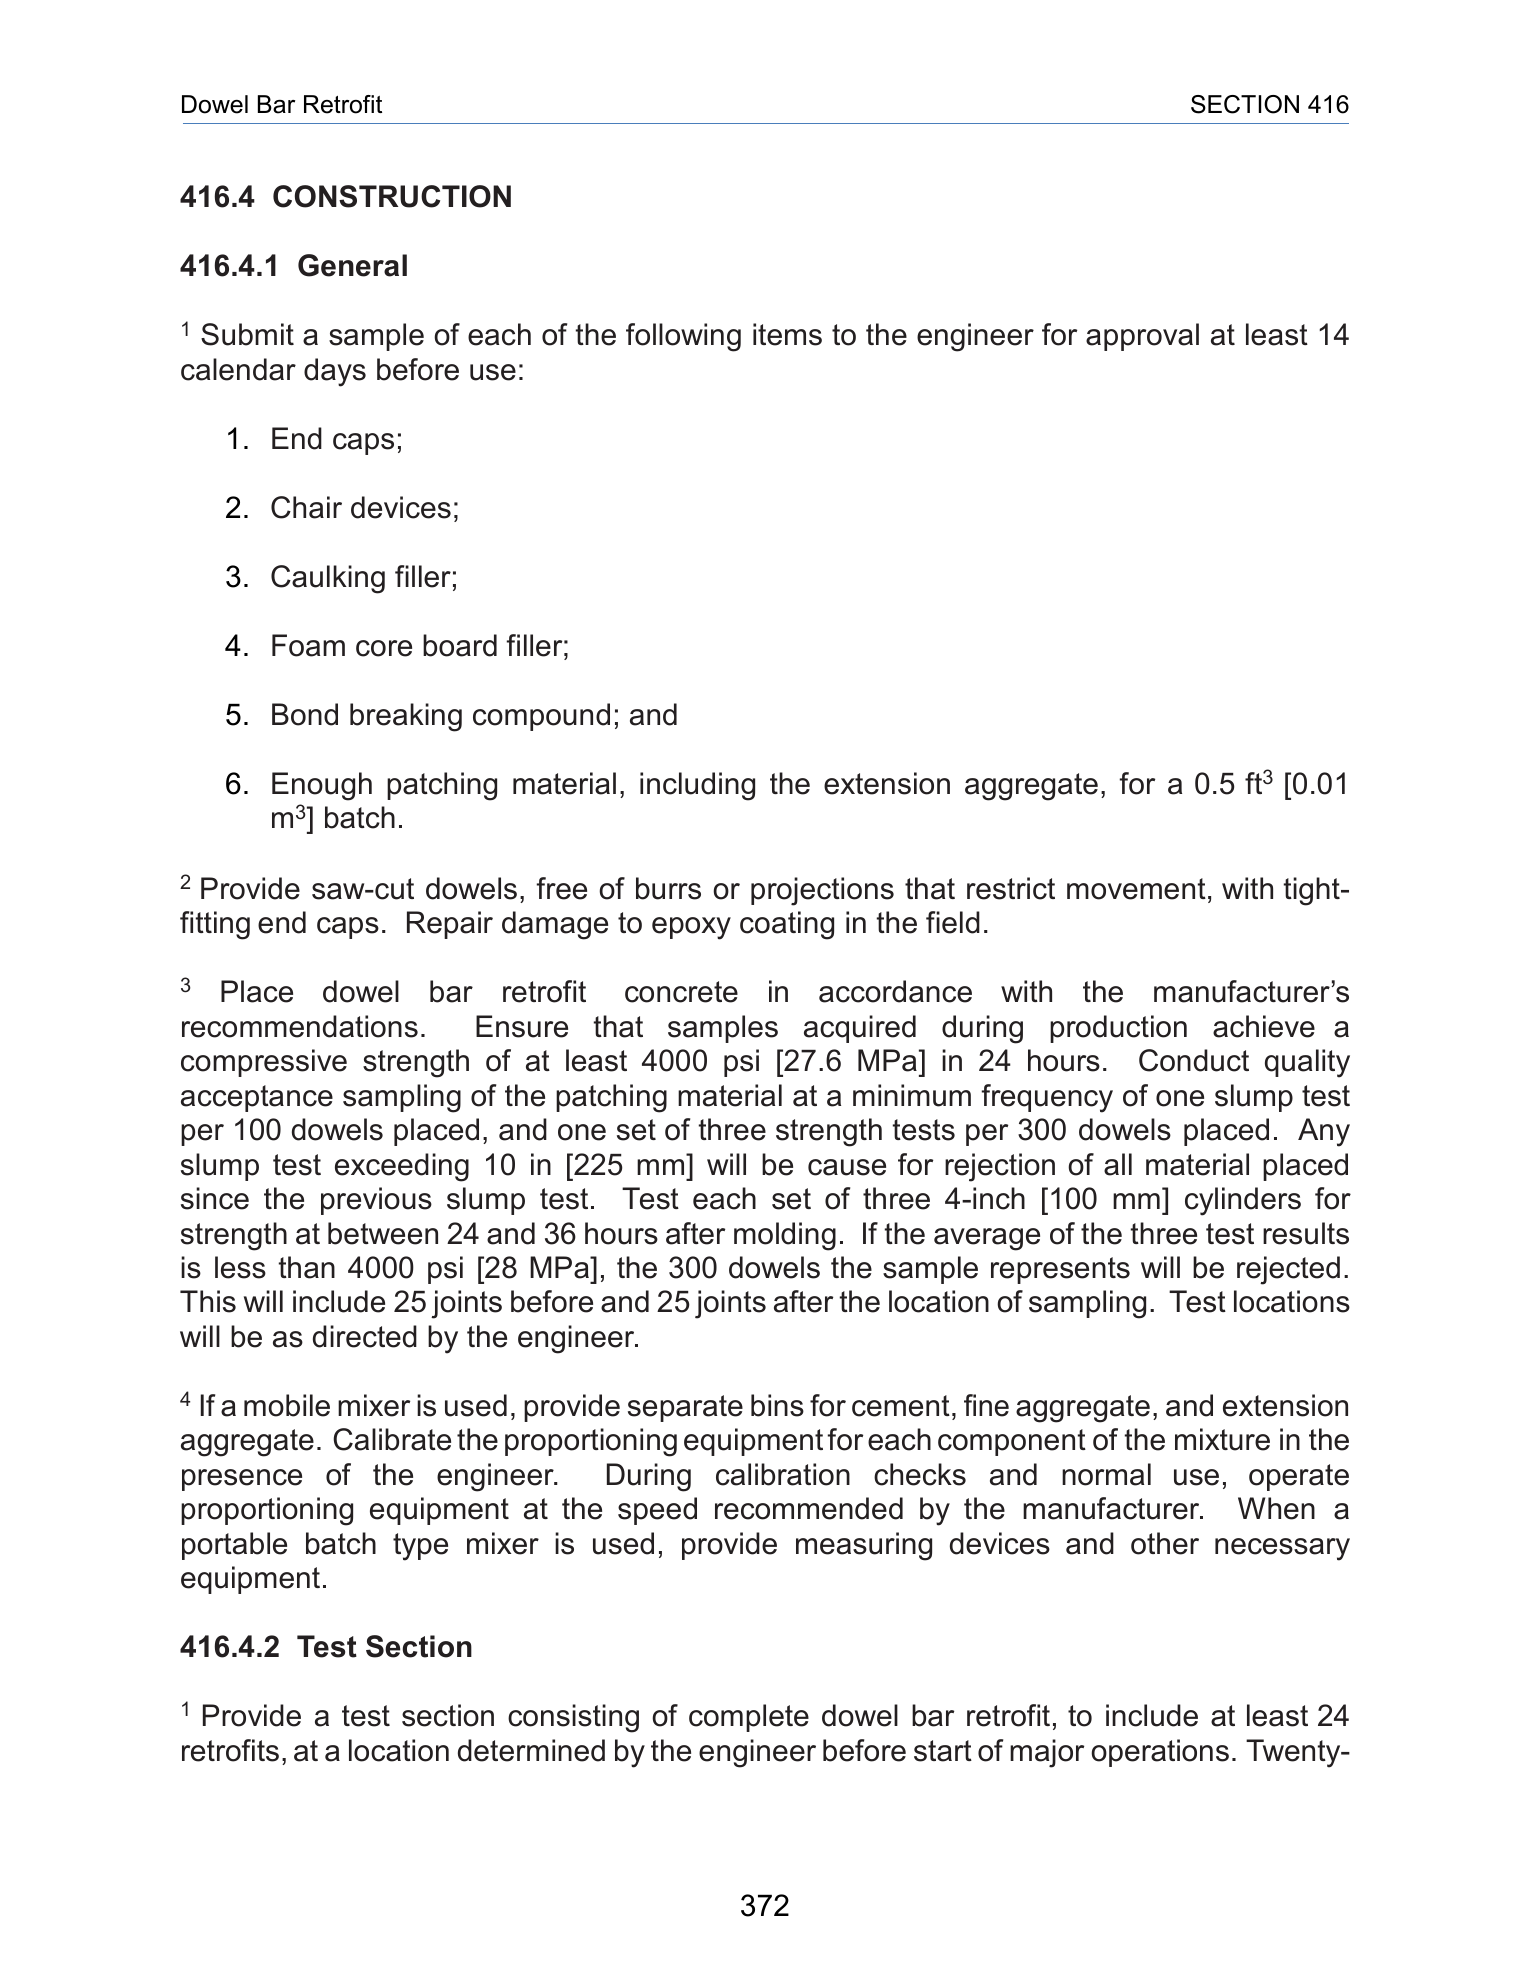 Dowel Bar Retrofit SECTION 416
416.4 CONSTRUCTION
416.4.1 General
¹ Submit a sample of each of the following items to the engineer for approval at least 14
calendar days before use:
1. End caps;
2. Chair devices;
3. Caulking filler;
4. Foam core board filler;
5. Bond breaking compound; and
6. Enough patching material, including the extension aggregate, for a 0.5 ft³ [0.01
m³] batch.
² Provide saw-cut dowels, free of burrs or projections that restrict movement, with tight-
fitting end caps. Repair damage to epoxy coating in the field.
³ Place dowel bar retrofit concrete in accordance with the manufacturer’s
recommendations. Ensure that samples acquired during production achieve a
compressive strength of at least 4000 psi [27.6 MPa] in 24 hours. Conduct quality
acceptance sampling of the patching material at a minimum frequency of one slump test
per 100 dowels placed, and one set of three strength tests per 300 dowels placed. Any
slump test exceeding 10 in [225 mm] will be cause for rejection of all material placed
since the previous slump test. Test each set of three 4-inch [100 mm] cylinders for
strength at between 24 and 36 hours after molding. If the average of the three test results
is less than 4000 psi [28 MPa], the 300 dowels the sample represents will be rejected.
This will include 25 joints before and 25 joints after the location of sampling. Test locations
will be as directed by the engineer.
⁴ If a mobile mixer is used, provide separate bins for cement, fine aggregate, and extension
aggregate. Calibrate the proportioning equipment for each component of the mixture in the
presence of the engineer. During calibration checks and normal use, operate
proportioning equipment at the speed recommended by the manufacturer. When a
portable batch type mixer is used, provide measuring devices and other necessary
equipment.
416.4.2 Test Section
¹ Provide a test section consisting of complete dowel bar retrofit, to include at least 24
retrofits, at a location determined by the engineer before start of major operations. Twenty-
372